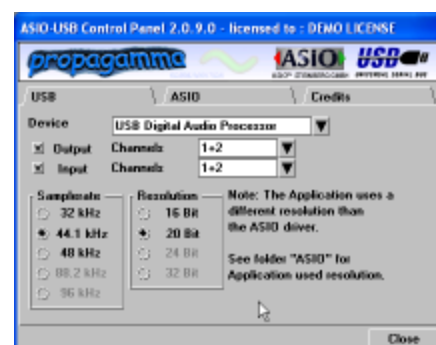 ASIO-USB Control Panel 2.0.9.0 - licensed to : DEMO LICENSE
propagamma ASIO USB
UNIVERSAL SERIAL BUS
USB ASIO Credits
Device USB Digital Audio Processor
Output Channels 1+2
Input Channels 1+2
Samplerate Resolution Note: The Application uses a
32 kHz 16 Bit different resolution than
44.1 kHz 20 Bit the ASIO driver.
48 kHz 24 Bit See folder "ASIO" for
88.2 kHz 32 Bit Application used resolution.
96 kHz
Close